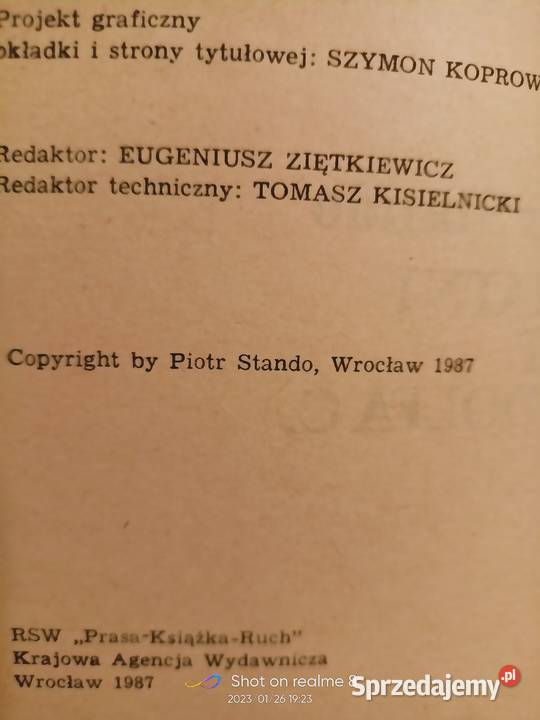 Projekt graficzny
okładki i strony tytułowej: SZYMON KOPROW
Redaktor: EUGENIUSZ ZIĘTKIEWICZ
Redaktor techniczny: TOMASZ KISIELNICKI
Copyright by Piotr Stando, Wrocław 1987
RSW „Prasa-Książka-Ruch"
Krajowa Agencja Wydawnicza
Wrocław 1987
Shot on realme 8
2023/01/26 19:23
Sprzedajemy.pl